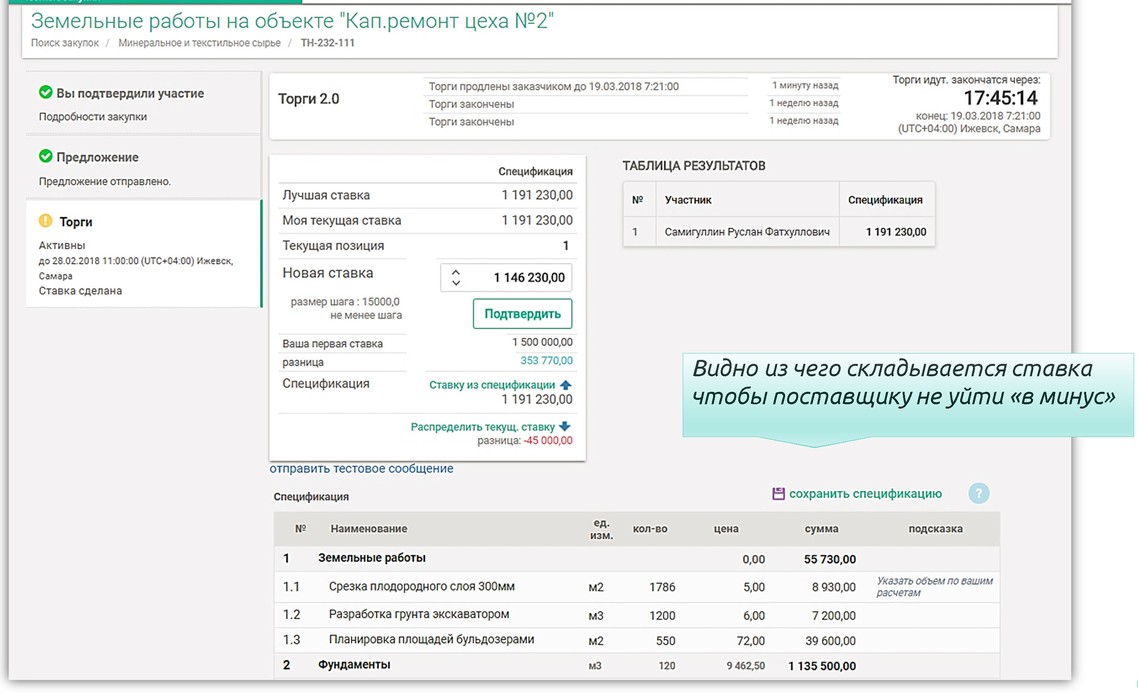 Земельные работы на объекте "Кап.ремонт цеха №2"
Поиск закупок / Минеральное и текстильное сырье / ТН-232-111
Вы подтвердили участие
Подробности закупки
Предложение
Предложение отправлено.
Торги
Активны
до 28.02.2018 11:00:00 (UTC+04:00) Ижевск,
Самара
Ставка сделана
Торги 2.0
Торги продлены заказчиком до 19.03.2018 7:21:00 1 минуту назад
Торги закончены 1 неделю назад
Торги закончены 1 неделю назад
Торги идут. закончатся через:
17:45:14
конец: 19.03.2018 7:21:00
(UTC+04:00) Ижевск, Самара
Спецификация
Лучшая ставка 1 191 230,00
Моя текущая ставка 1 191 230,00
Текущая позиция 1
Новая ставка 1 146 230,00
размер шага : 15000,0
не менее шага
Подтвердить
Ваша первая ставка 1 500 000,00
разница 353 770,00
Спецификация Ставку из спецификации
1 191 230,00
Распределить текущ. ставку
разница: -45 000,00
ТАБЛИЦА РЕЗУЛЬТАТОВ
№ Участник Спецификация
1 Самигуллин Руслан Фатхуллович 1 191 230,00
Видно из чего складывается ставка
чтобы поставщику не уйти «в минус»
отправить тестовое сообщение
Спецификация
сохранить спецификацию ?
№ Наименование ед. изм. кол-во цена сумма подсказка
1 Земельные работы 0,00 55 730,00
1.1 Срезка плодородного слоя 300мм м2 1786 5,00 8 930,00 Указать объем по вашим расчетам
1.2 Разработка грунта экскаватором м3 1200 6,00 7 200,00
1.3 Планировка площадей бульдозерами м2 550 72,00 39 600,00
2 Фундаменты м3 120 9 462,50 1 135 500,00